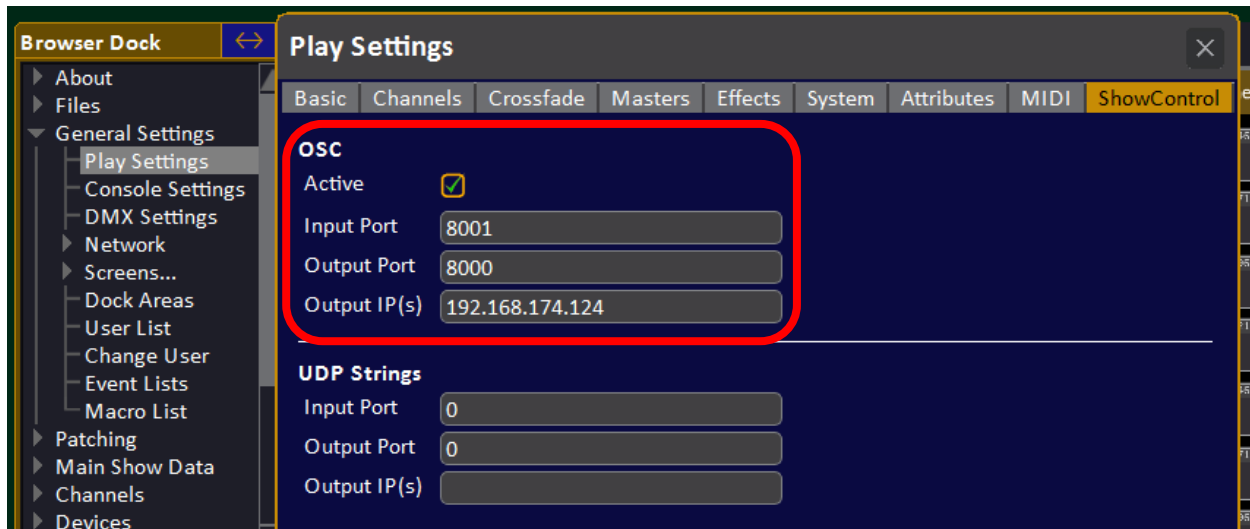 Browser Dock
About
Files
General Settings
Play Settings
Console Settings
DMX Settings
Network
Screens...
Dock Areas
User List
Change User
Event Lists
Macro List
Patching
Main Show Data
Channels
Devices
Play Settings
Basic Channels Crossfade Masters Effects System Attributes MIDI ShowControl
OSC
Active
Input Port 8001
Output Port 8000
Output IP(s) 192.168.174.124
UDP Strings
Input Port 0
Output Port 0
Output IP(s)